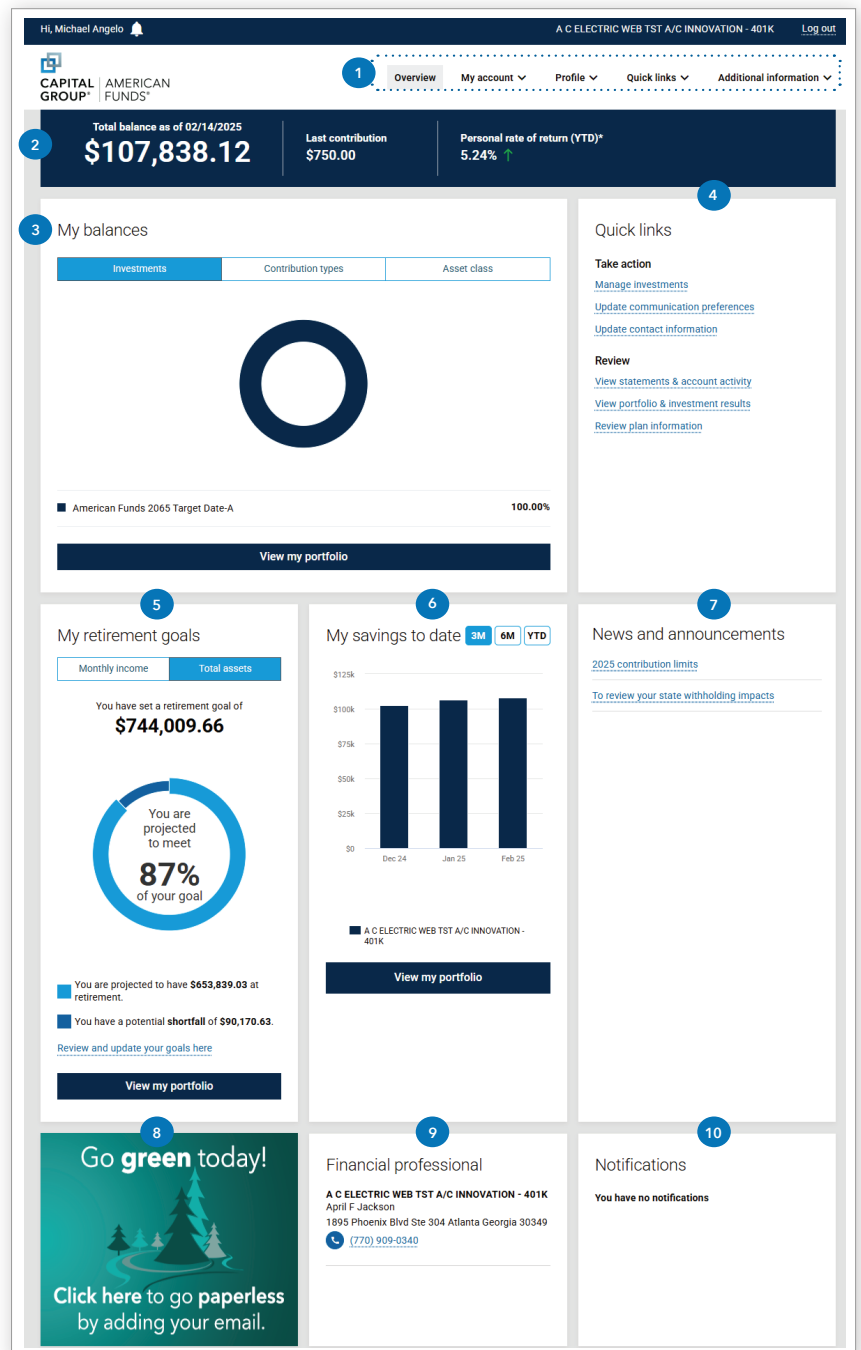 Hi, Michael Angelo
A C ELECTRIC WEB TST A/C INNOVATION - 401K
Log out
CAPITAL GROUP® | AMERICAN FUNDS®
1
Overview
My account
Profile
Quick links
Additional information
2
Total balance as of 02/14/2025
$107,838.12
Last contribution
$750.00
Personal rate of return (YTD)*
5.24% ↑
3
My balances
Investments
Contribution types
Asset class
American Funds 2065 Target Date-A
100.00%
View my portfolio
4
Quick links
Take action
Manage investments
Update communication preferences
Update contact information
Review
View statements & account activity
View portfolio & investment results
Review plan information
5
My retirement goals
Monthly income
Total assets
You have set a retirement goal of
$744,009.66
You are
projected
to meet
87%
of your goal
You are projected to have $653,839.03 at
retirement.
You have a potential shortfall of $90,170.63.
Review and update your goals here
View my portfolio
6
My savings to date
3M
6M
YTD
$125k
$100k
$75k
$50k
$25k
$0
Dec 24
Jan 25
Feb 25
A C ELECTRIC WEB TST A/C INNOVATION -
401K
View my portfolio
7
News and announcements
2025 contribution limits
To review your state withholding impacts
8
Go green today!
Click here to go paperless
by adding your email.
9
Financial professional
A C ELECTRIC WEB TST A/C INNOVATION - 401K
April F Jackson
1895 Phoenix Blvd Ste 304 Atlanta Georgia 30349
(770) 909-0340
10
Notifications
You have no notifications